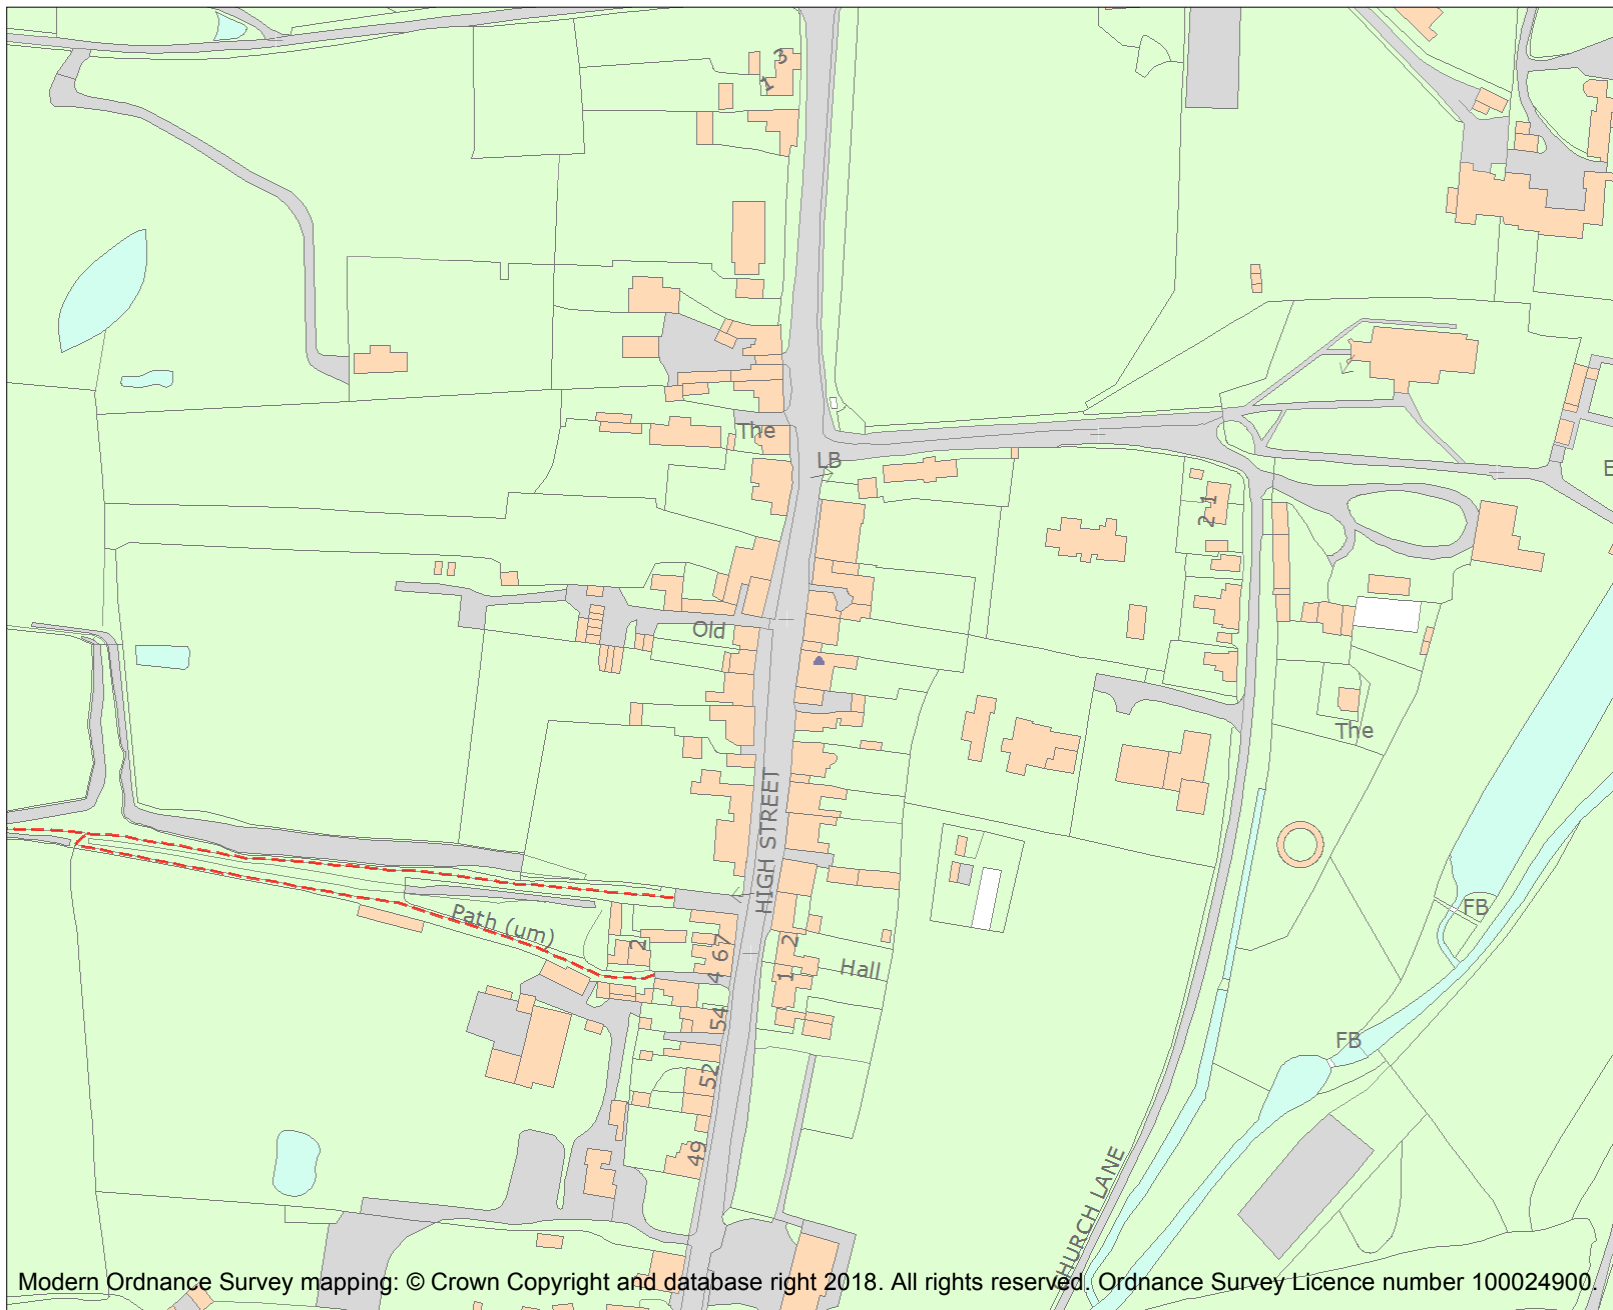 3
1
The
LB
2 1
Old
The
HIGH STREET
Path (um)
2
67
4
2
1
Hall
FB
FB
54
52
49
HURCH LANE
E
Modern Ordnance Survey mapping: © Crown Copyright and database right 2018. All rights reserved. Ordnance Survey Licence number 100024900.